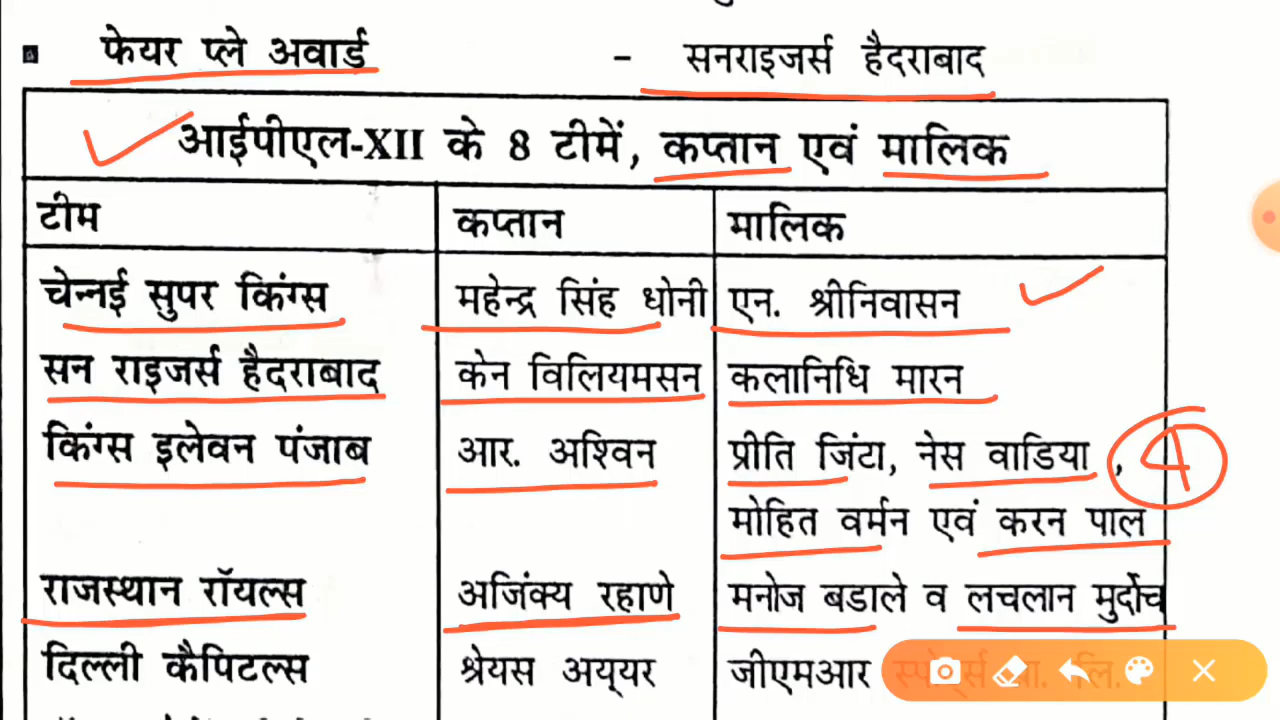 फेयर प्ले अवार्ड - सनराइजर्स हैदराबाद
आईपीएल-XII के 8 टीमें, कप्तान एवं मालिक
टीम कप्तान मालिक
चेन्नई सुपर किंग्स महेन्द्र सिंह धोनी एन. श्रीनिवासन
सन राइजर्स हैदराबाद केन विलियमसन कलानिधि मारन
किंग्स इलेवन पंजाब आर. अश्विन प्रीति जिंटा, नेस वाडिया, 4
मोहित वर्मन एवं करन पाल
राजस्थान रॉयल्स अजिंक्य रहाणे मनोज बडाले व लचलान मुर्दोच
दिल्ली कैपिटल्स श्रेयस अय्यर जीएमआर